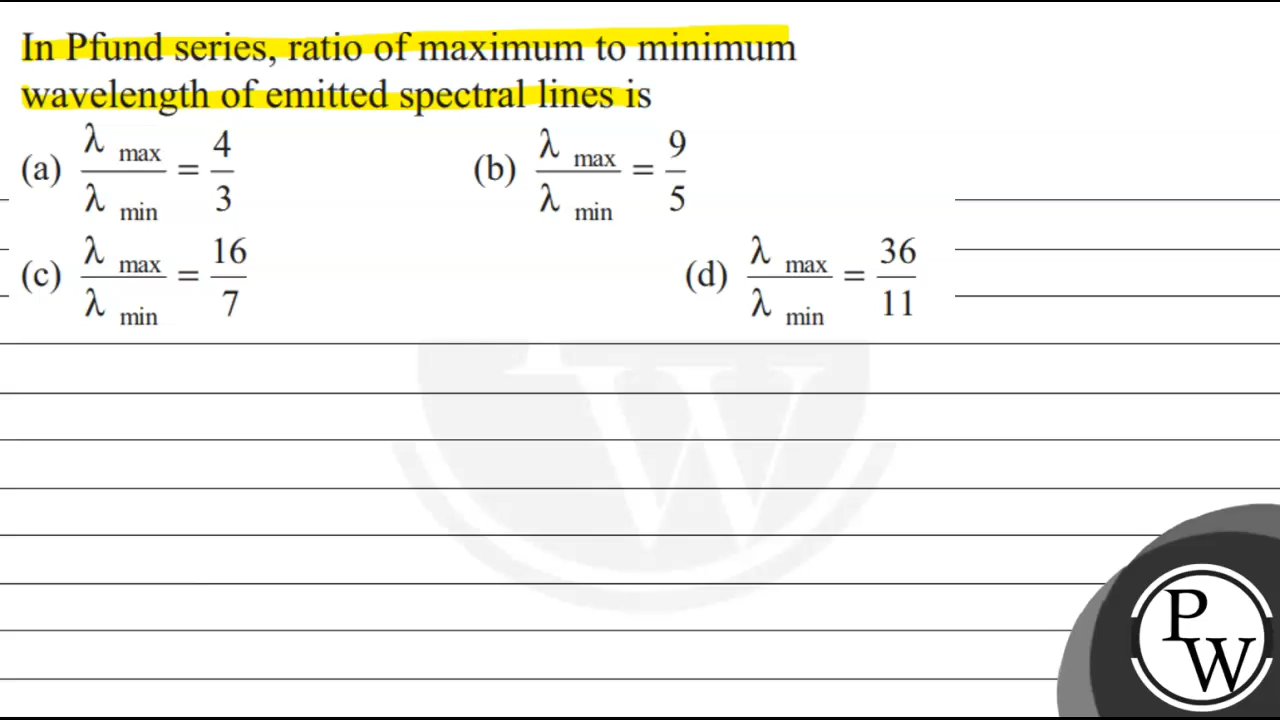 In Pfund series, ratio of maximum to minimum
wavelength of emitted spectral lines is
(a) λ max / λ min = 4/3 (b) λ max / λ min = 9/5
(c) λ max / λ min = 16/7 (d) λ max / λ min = 36/11
W
PW